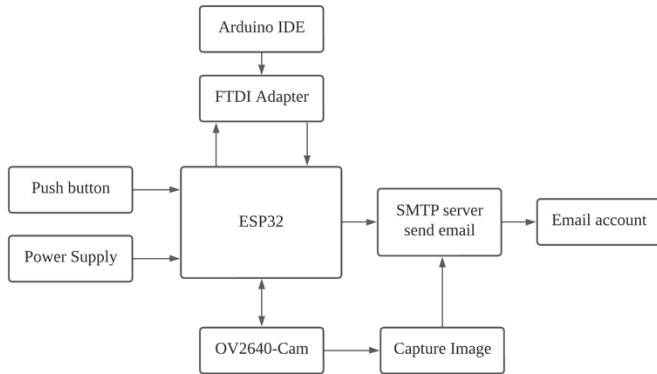 Arduino IDE
FTDI Adapter
Push button
ESP32
SMTP server
send email
Email account
Power Supply
OV2640-Cam
Capture Image